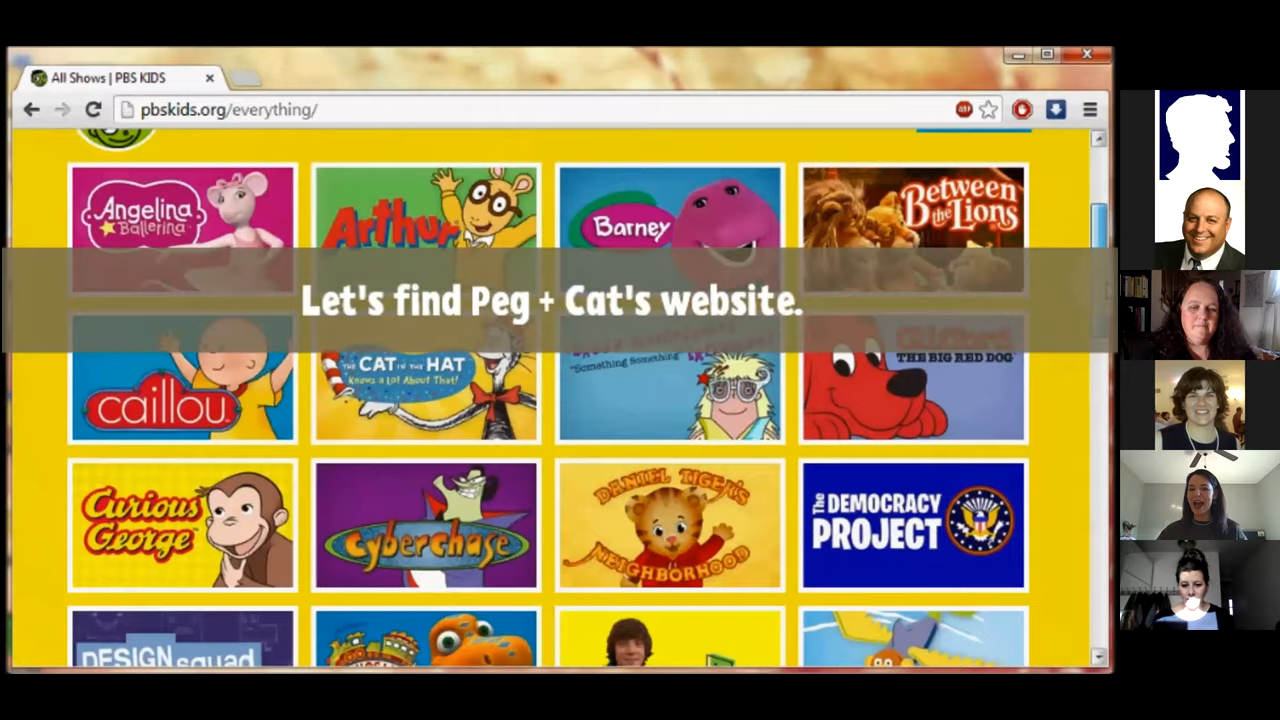 All Shows | PBS KIDS
pbskids.org/everything/
ABP
Angelina
Ballerina
Arthur
Barney
Between
the Lions
Let's find Peg + Cat's website.
caillou
THE CAT IN THE HAT
Knows a Lot About That!
"Something Something"
Clifford
THE BIG RED DOG
Curious
George
Cyberchase
DANIEL TIGER'S
NEIGHBORHOOD
The DEMOCRACY
PROJECT
DESIGN squad